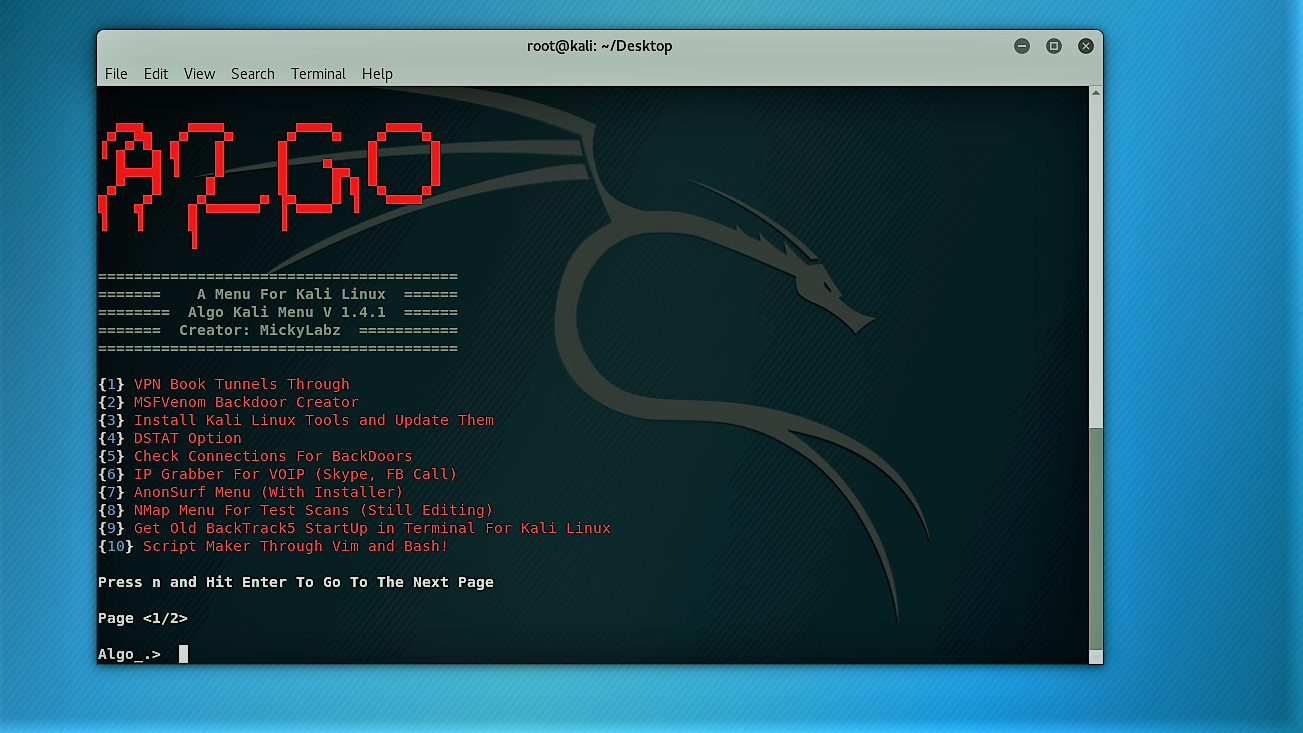 root@kali: ~/Desktop
File Edit View Search Terminal Help
AlGO
=======================================
=======    A Menu For Kali Linux  ======
========  Algo Kali Menu V 1.4.1  ======
=======  Creator: MickyLabz  ===========
=======================================
{1} VPN Book Tunnels Through
{2} MSFVenom Backdoor Creator
{3} Install Kali Linux Tools and Update Them
{4} DSTAT Option
{5} Check Connections For BackDoors
{6} IP Grabber For VOIP (Skype, FB Call)
{7} AnonSurf Menu (With Installer)
{8} NMap Menu For Test Scans (Still Editing)
{9} Get Old BackTrack5 StartUp in Terminal For Kali Linux
{10} Script Maker Through Vim and Bash!
Press n and Hit Enter To Go To The Next Page
Page <1/2>
Algo_.>